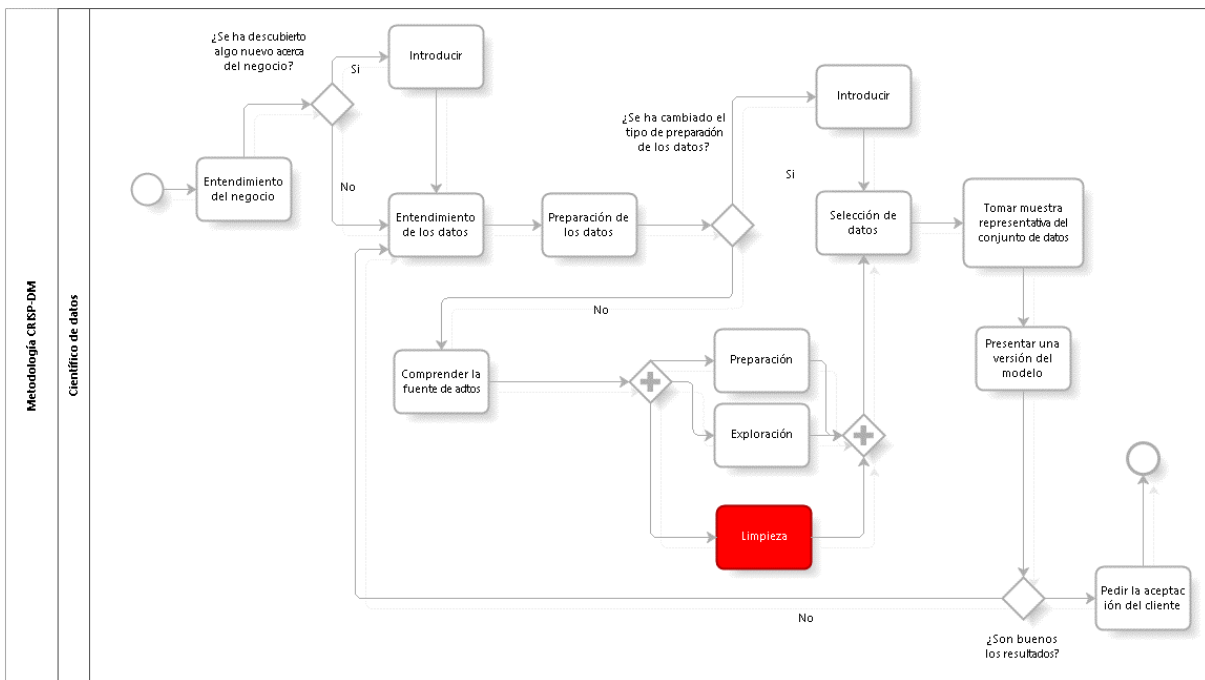 Metodología CRISP-DM
Científico de datos
¿Se ha descubierto
algo nuevo acerca
del negocio?
Introducir
Si
No
Entendimiento
del negocio
Entendimiento
de los datos
Preparación de
los datos
¿Se ha cambiado el
tipo de preparación
de los datos?
Introducir
Si
Selección de
datos
Tomar muestra
representativa del
conjunto de datos
No
Comprender la
fuente de adtos
Preparación
Exploración
Limpieza
Presentar una
versión del
modelo
No
¿Son buenos
los resultados?
Pedir la aceptac
ión del cliente